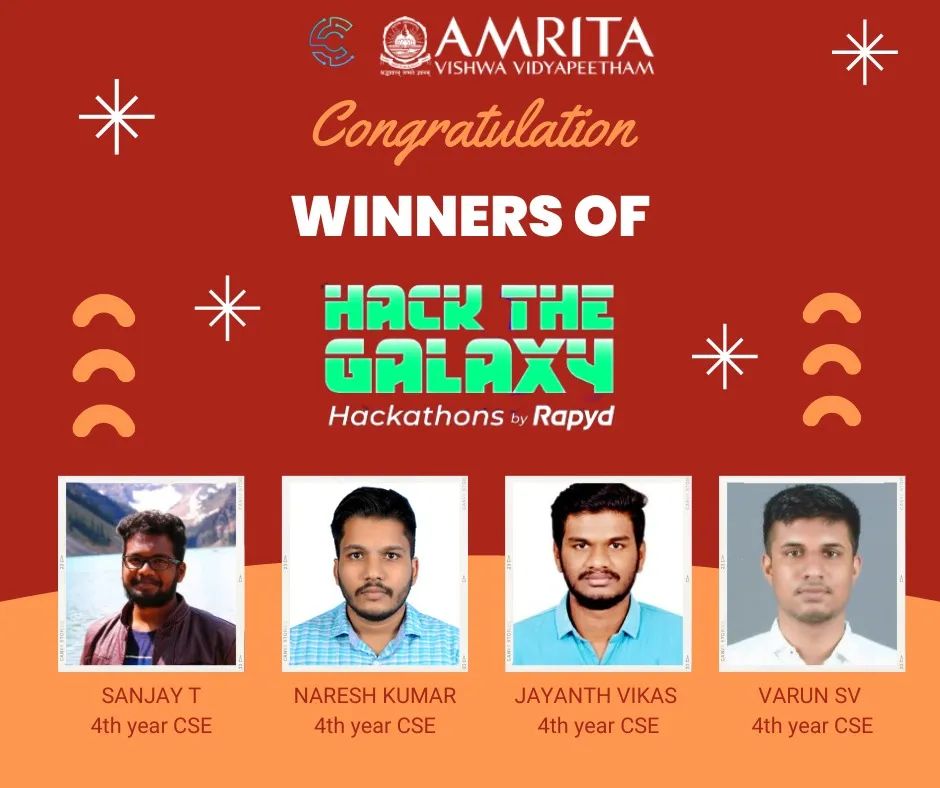 AMRITA
VISHWA VIDYAPEETHAM
Congratulation
WINNERS OF
HACK THE
GALAXY
Hackathons by Rapyd
SANJAY T
4th year CSE
NARESH KUMAR
4th year CSE
JAYANTH VIKAS
4th year CSE
VARUN SV
4th year CSE